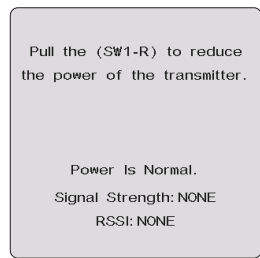 Pull the (SW1-R) to reduce
the power of the transmitter.
Power Is Normal.
Signal Strength: NONE
RSSI: NONE